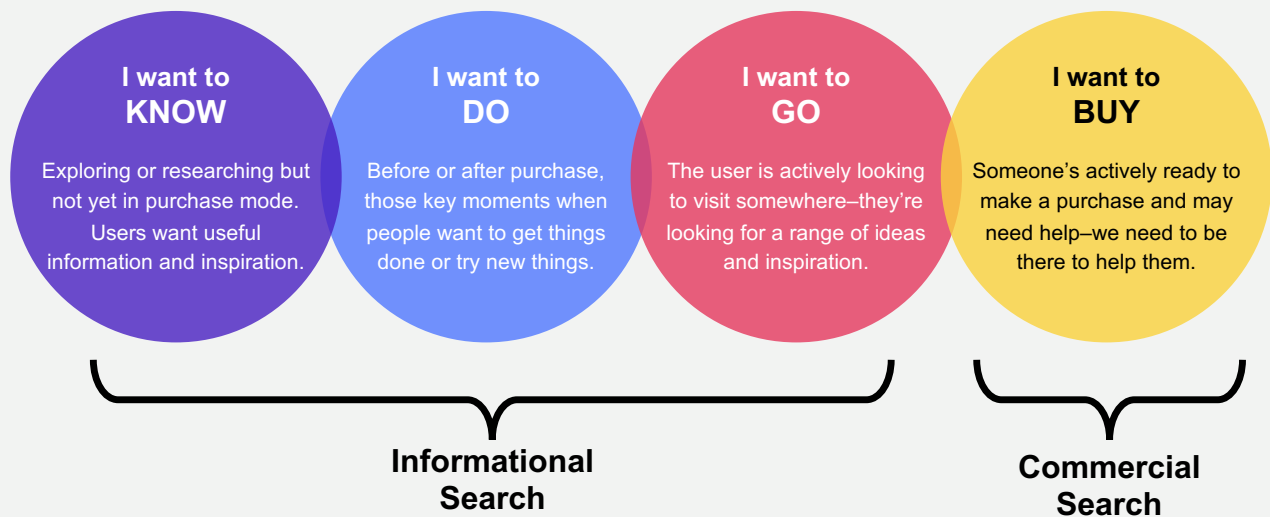 I want to
KNOW
Exploring or researching but
not yet in purchase mode.
Users want useful
information and inspiration.
I want to
DO
Before or after purchase,
those key moments when
people want to get things
done or try new things.
I want to
GO
The user is actively looking
to visit somewhere–they're
looking for a range of ideas
and inspiration.
I want to
BUY
Someone's actively ready to
make a purchase and may
need help–we need to be
there to help them.
Informational
Search
Commercial
Search